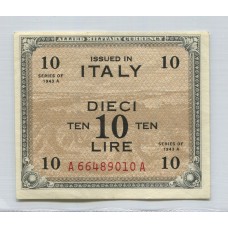 ALLIED MILITARY CURRENCY
10 ISSUED IN 10
ITALY
SERIES OF 1943 A
DIECI
TEN 10 TEN
LIRE
SERIES OF 1943 A
10 A66489010A 10